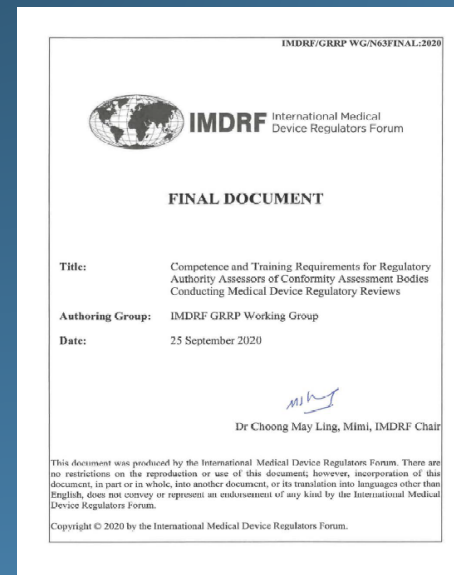 IMDRF/GRRP WG/N63FINAL:2020
IMDRF International Medical
Device Regulators Forum
FINAL DOCUMENT
Title: Competence and Training Requirements for Regulatory
Authority Assessors of Conformity Assessment Bodies
Conducting Medical Device Regulatory Reviews
Authoring Group: IMDRF GRRP Working Group
Date: 25 September 2020
Dr Choong May Ling, Mimi, IMDRF Chair
This document was produced by the International Medical Device Regulators Forum. There are
no restrictions on the reproduction or use of this document; however, incorporation of this
document, in part or in whole, into another document, or its translation into languages other than
English, does not convey or represent an endorsement of any kind by the International Medical
Device Regulators Forum.
Copyright © 2020 by the International Medical Device Regulators Forum.